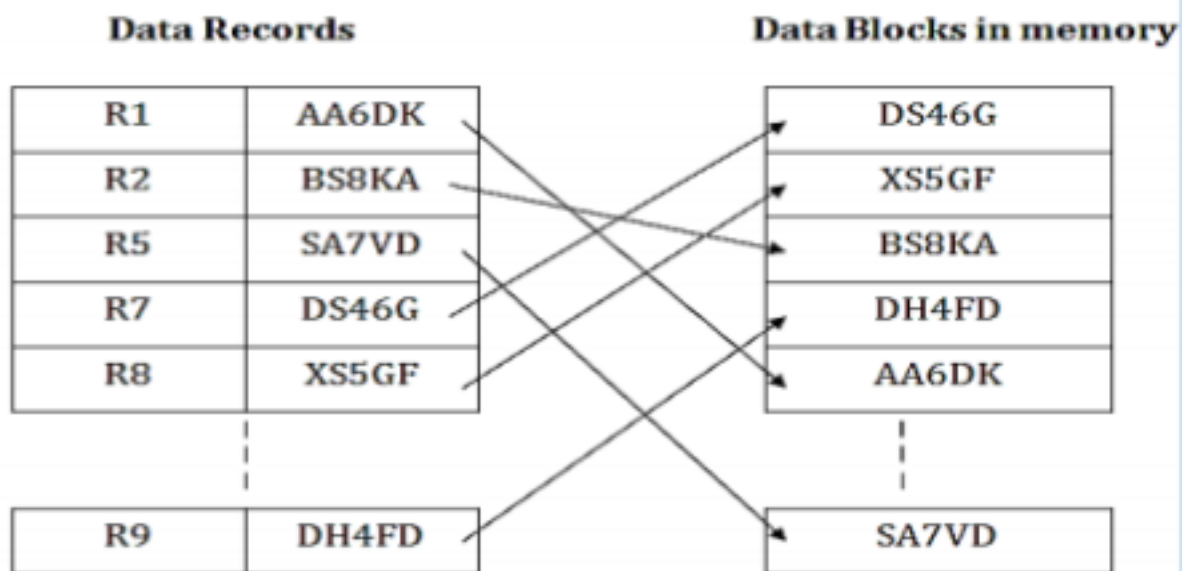 Data Records
Data Blocks in memory
R1 AA6DK
R2 BS8KA
R5 SA7VD
R7 DS46G
R8 XS5GF
R9 DH4FD
DS46G
XS5GF
BS8KA
DH4FD
AA6DK
SA7VD